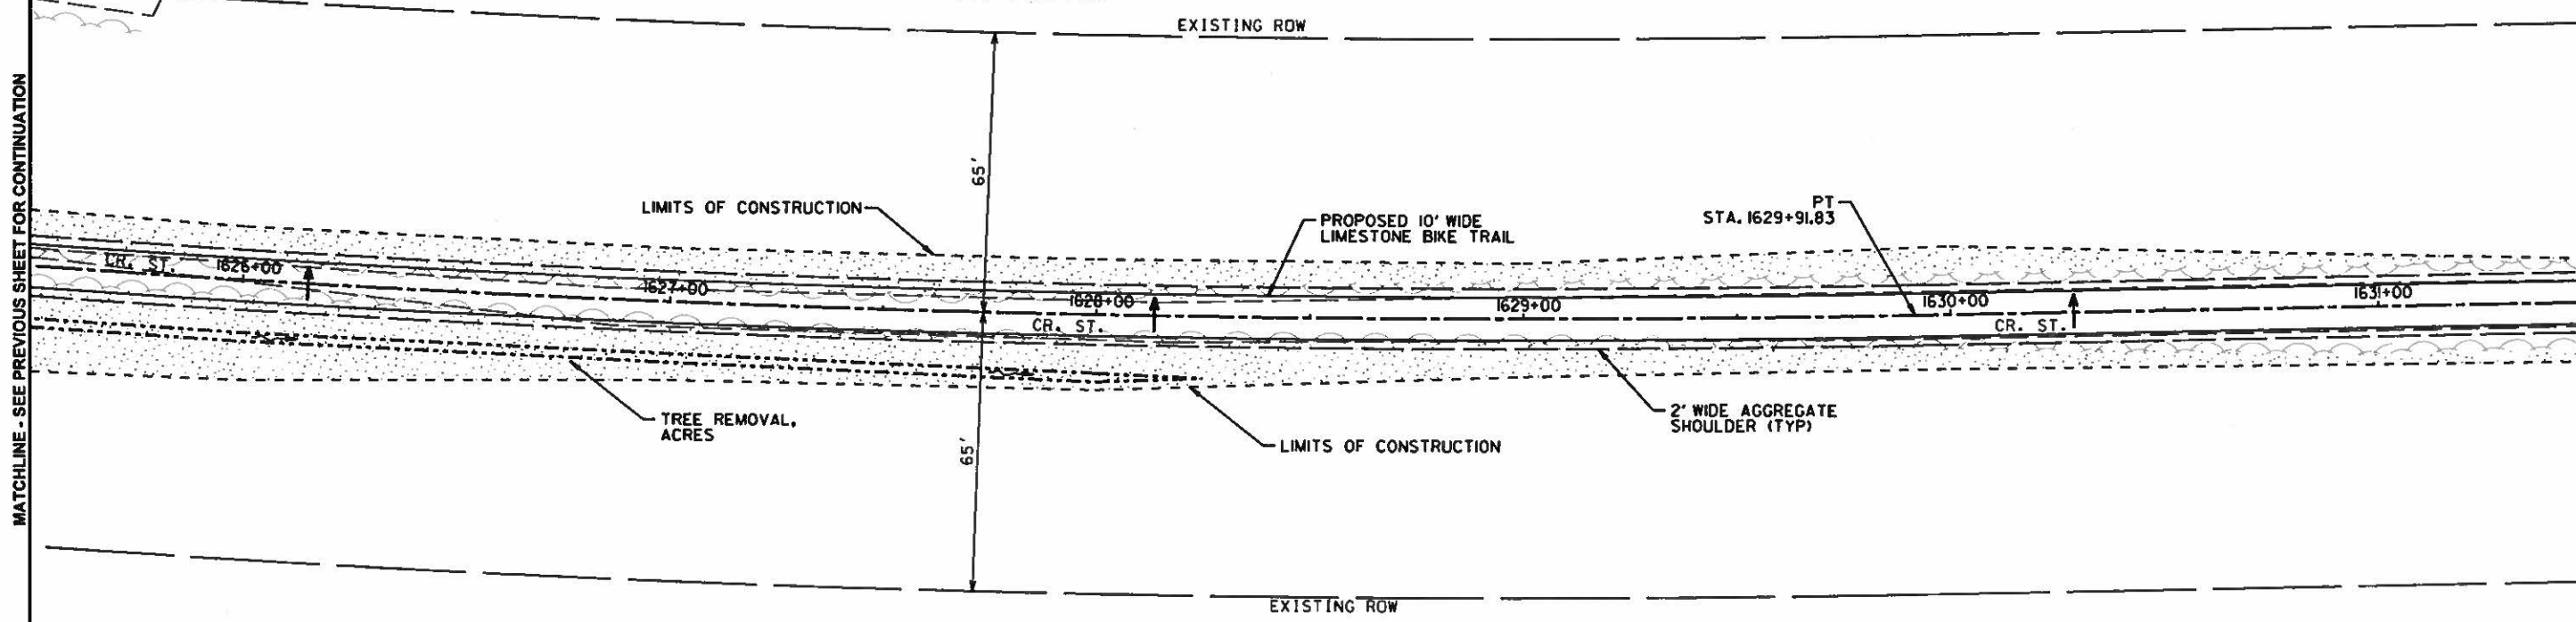 EXISTING ROW
MATCHLINE - SEE PREVIOUS SHEET FOR CONTINUATION
65'
LIMITS OF CONSTRUCTION
PROPOSED 10' WIDE
LIMESTONE BIKE TRAIL
PT
STA. 1629+91.83
CR. ST.
1626+00
1627+00
1628+00
1629+00
1630+00
1631+00
CR. ST.
CR. ST.
TREE REMOVAL,
ACRES
65'
LIMITS OF CONSTRUCTION
2' WIDE AGGREGATE
SHOULDER (TYP)
EXISTING ROW